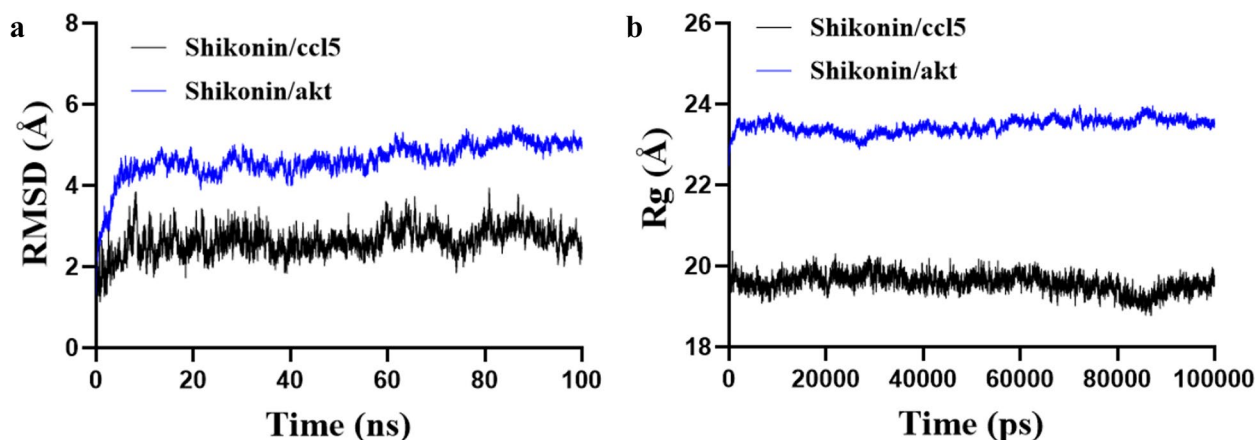 a
Shikonin/ccl5
Shikonin/akt
RMSD (Å)
8
6
4
2
0
0 20 40 60 80 100
Time (ns)
b
Shikonin/ccl5
Shikonin/akt
Rg (Å)
26
24
22
20
18
0 20000 40000 60000 80000 100000
Time (ps)